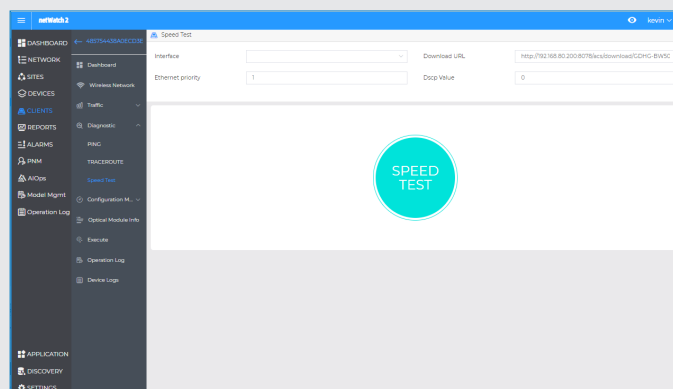 netWatch 2
kevin
DASHBOARD
NETWORK
SITES
DEVICES
CLIENTS
REPORTS
ALARMS
PNM
AIOps
Model Mgmt
Operation Log
APPLICATION
DISCOVERY
SETTINGS
Dashboard
Wireless Network
Traffic
Diagnostic
PING
TRACEROUTE
Speed Test
Configuration M...
Optical Module Info
Execute
Operation Log
Device Logs
Speed Test
Interface
Download URL
Ethernet priority
1
Dscp Value
0
SPEED
TEST